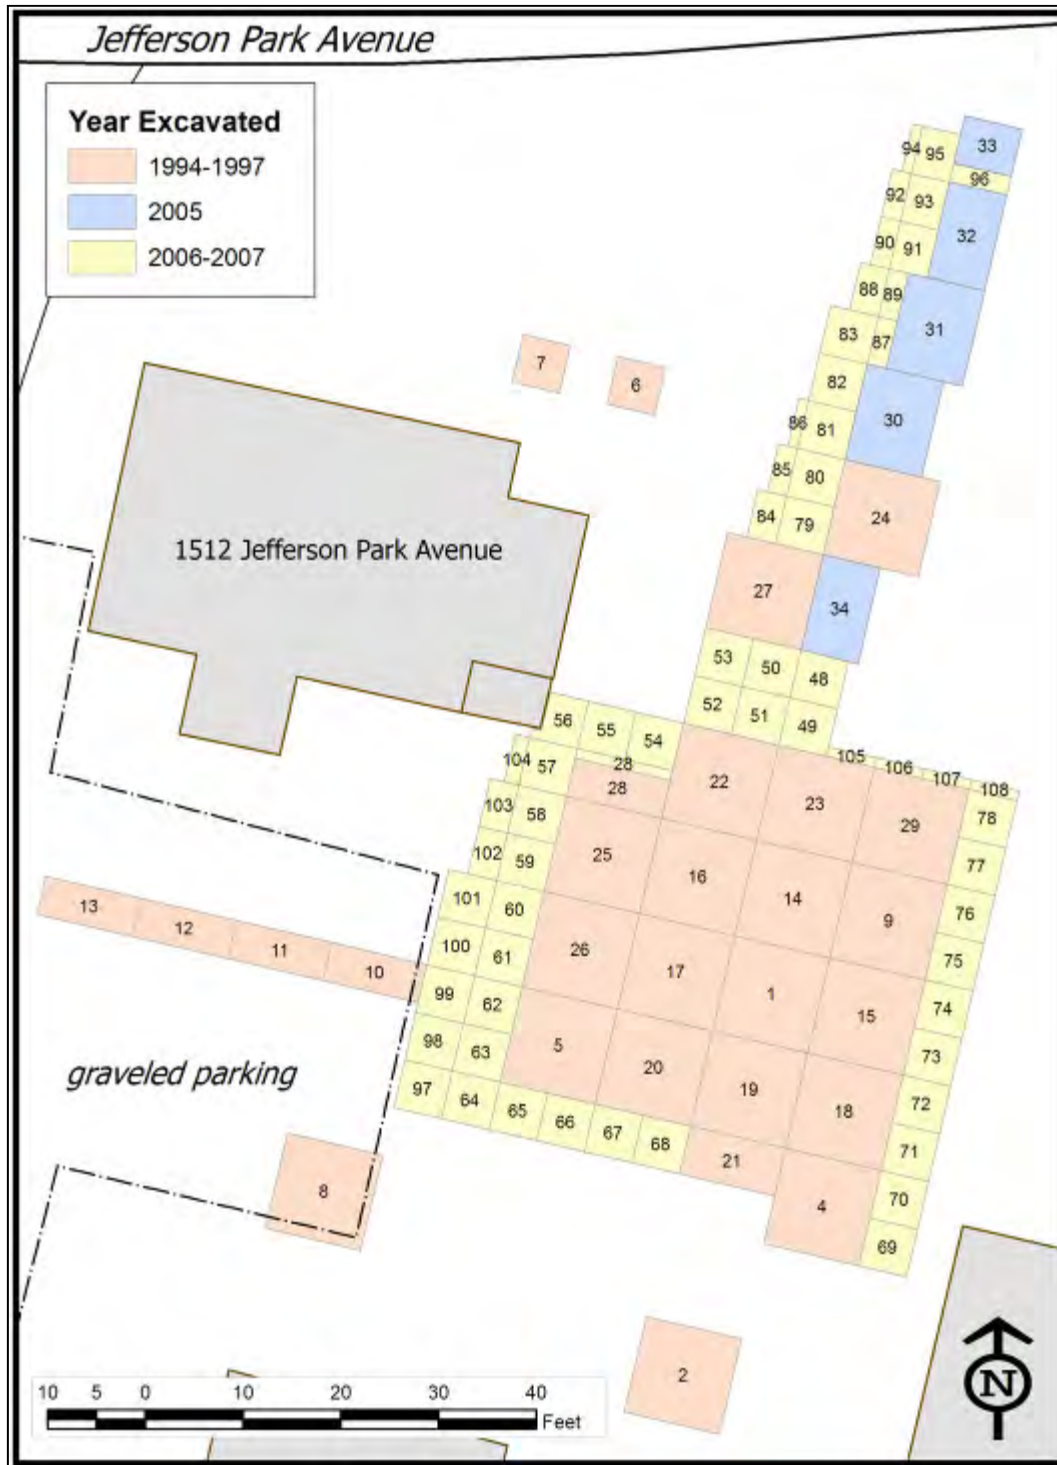 Jefferson Park Avenue
Year Excavated
1994-1997
2005
2006-2007
33
94 95
96
92 93
32
90 91
88 89
31
83 87
82
30
86 81
85 80
24
84 79
7
6
1512 Jefferson Park Avenue
27
34
53 50 48
52 51 49
56 55 54
105 106 107 108
104 57 28
28 22 23 29 78
103 58
102 59 25 16 14 9 77
101 60 76
100 61 26 17 1 15 75
13 12 11 10
99 62 74
98 63 5 20 19 18 73
graveled parking
97 64 65 66 67 68 72
21 71
8
4 70
69
2
10 5 0 10 20 30 40
Feet
N